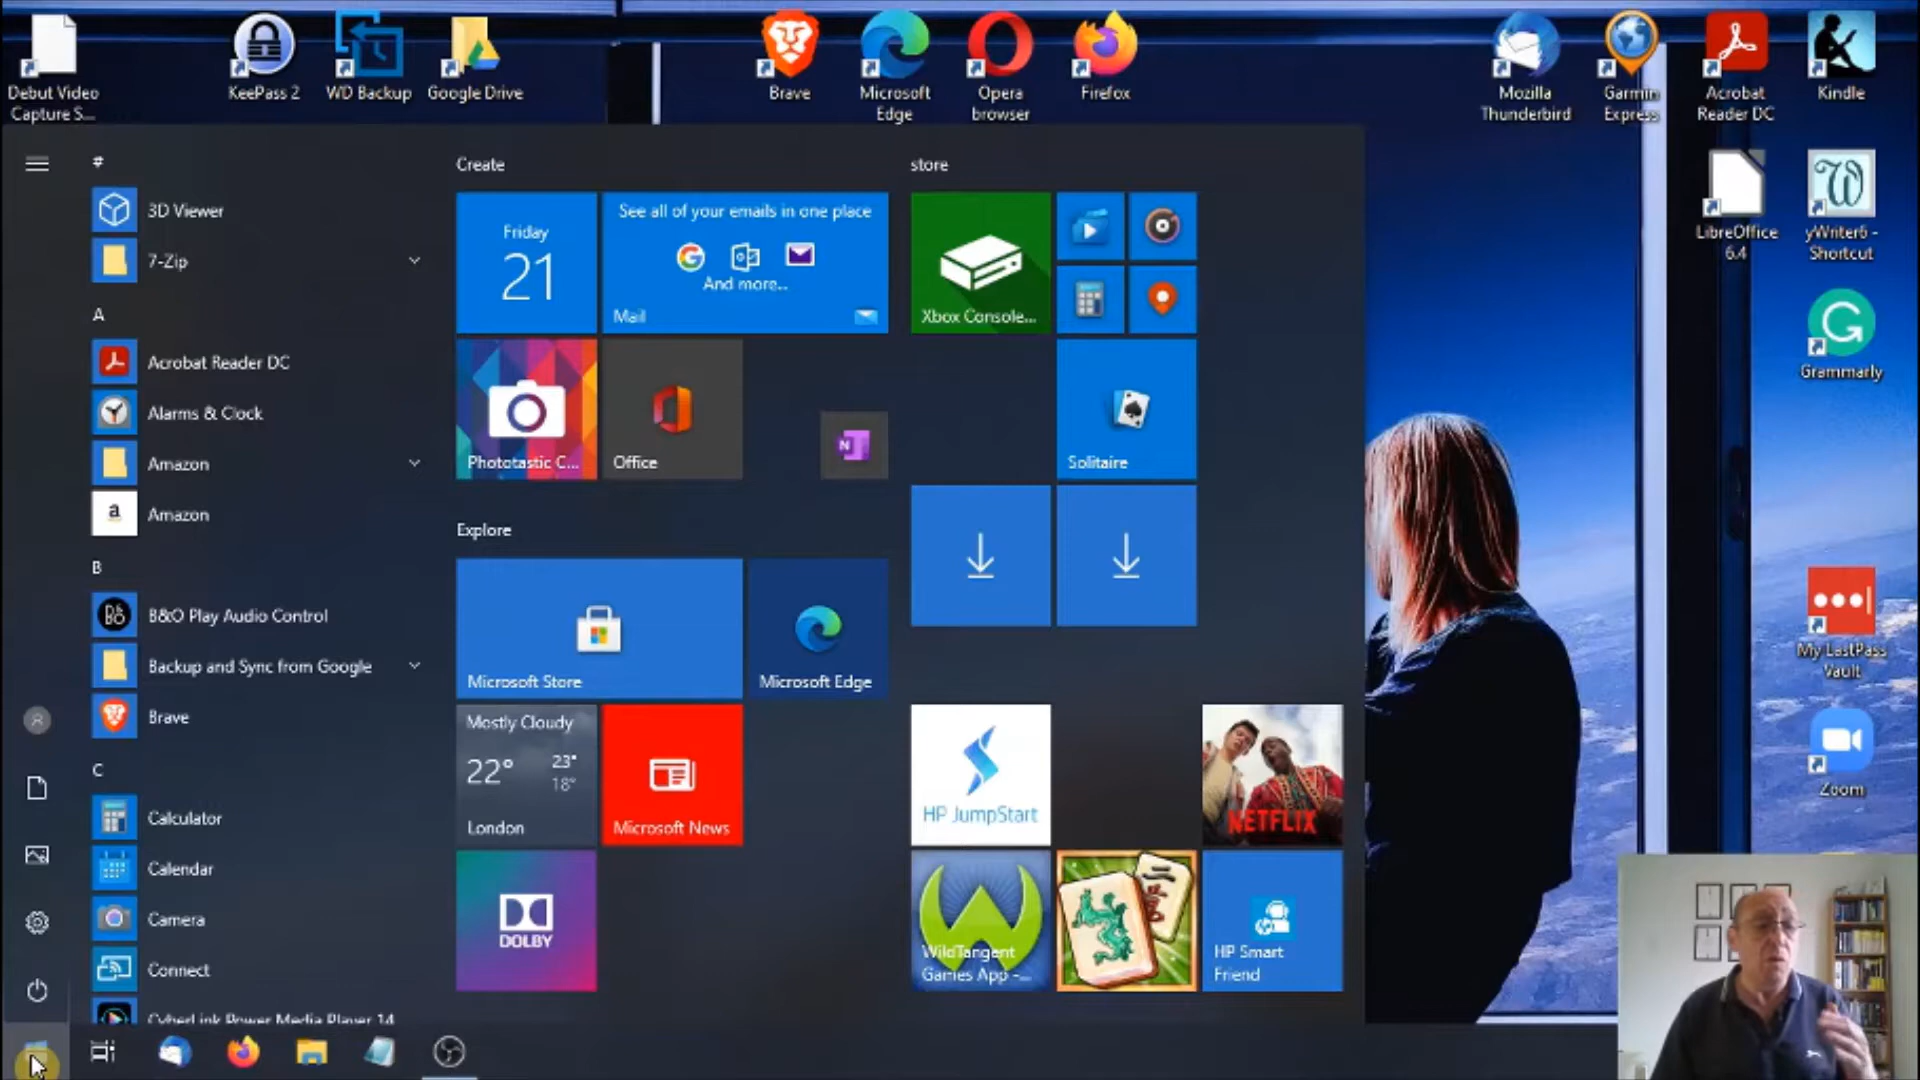 Debut Video
Capture S...
KeePass 2
WD Backup
Google Drive
Brave
Microsoft
Edge
Opera
browser
Firefox
Mozilla
Thunderbird
Garmin
Express
Acrobat
Reader DC
Kindle
LibreOffice
6.4
yWriter6 -
Shortcut
Grammarly
My LastPass
Vault
Zoom
#
3D Viewer
7-Zip
A
Acrobat Reader DC
Alarms & Clock
Amazon
a
Amazon
B
B&O Play Audio Control
Backup and Sync from Google
Brave
C
Calculator
Calendar
Camera
Connect
CyberLink Power Media Player 14
Create
Friday
21
See all of your emails in one place
And more...
Mail
Phototastic C...
Office
N
Explore
Microsoft Store
Microsoft Edge
Mostly Cloudy
22°
23°
18°
London
Microsoft News
DOLBY
store
Xbox Console...
Solitaire
HP JumpStart
NETFLIX
WildTangent
Games App -...
HP Smart
Friend